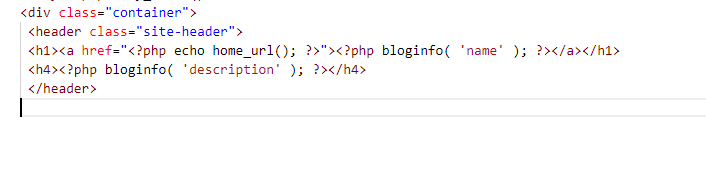 <div class="container">
<header class="site-header">
<h1><a href="<?php echo home_url(); ?>"><?php bloginfo( 'name' ); ?></a></h1>
<h4><?php bloginfo( 'description' ); ?></h4>
</header>